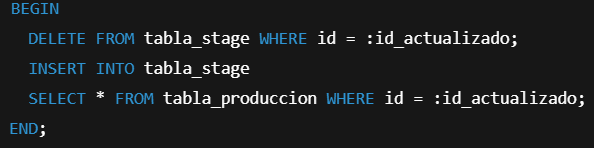 BEGIN
DELETE FROM tabla_stage WHERE id = :id_actualizado;
INSERT INTO tabla_stage
SELECT * FROM tabla_produccion WHERE id = :id_actualizado;
END;